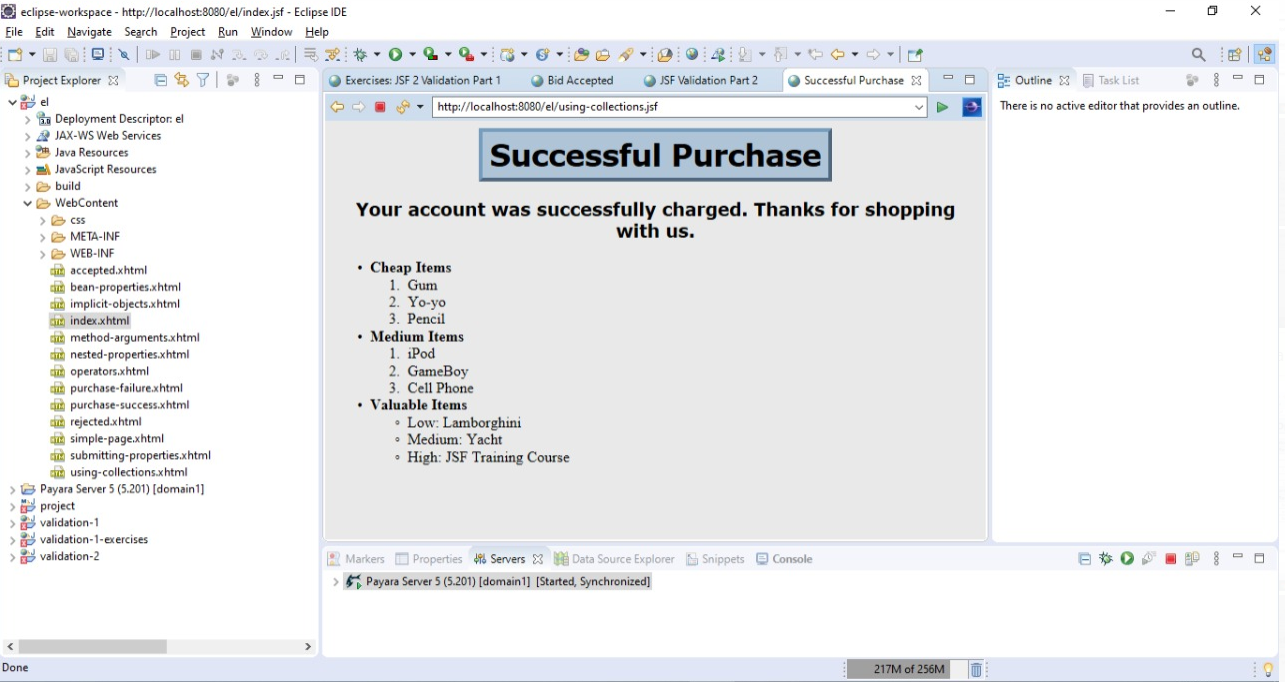 eclipse-workspace - http://localhost:8080/el/index.jsf - Eclipse IDE
File Edit Navigate Search Project Run Window Help
Project Explorer
el
Deployment Descriptor: el
JAX-WS Web Services
Java Resources
JavaScript Resources
build
WebContent
css
META-INF
WEB-INF
accepted.xhtml
bean-properties.xhtml
implicit-objects.xhtml
index.xhtml
method-arguments.xhtml
nested-properties.xhtml
operators.xhtml
purchase-failure.xhtml
purchase-success.xhtml
rejected.xhtml
simple-page.xhtml
submitting-properties.xhtml
using-collections.xhtml
Payara Server 5 (5.201) [domain1]
project
validation-1
validation-1-exercises
validation-2
Exercises: JSF 2 Validation Part 1 Bid Accepted JSF Validation Part 2 Successful Purchase
http://localhost:8080/el/using-collections.jsf
Successful Purchase
Your account was successfully charged. Thanks for shopping
with us.
• Cheap Items
1. Gum
2. Yo-yo
3. Pencil
• Medium Items
1. iPod
2. GameBoy
3. Cell Phone
• Valuable Items
◦ Low: Lamborghini
◦ Medium: Yacht
◦ High: JSF Training Course
Outline Task List
There is no active editor that provides an outline.
Markers Properties Servers Data Source Explorer Snippets Console
Payara Server 5 (5.201) [domain1] [Started, Synchronized]
Done
217M of 256M